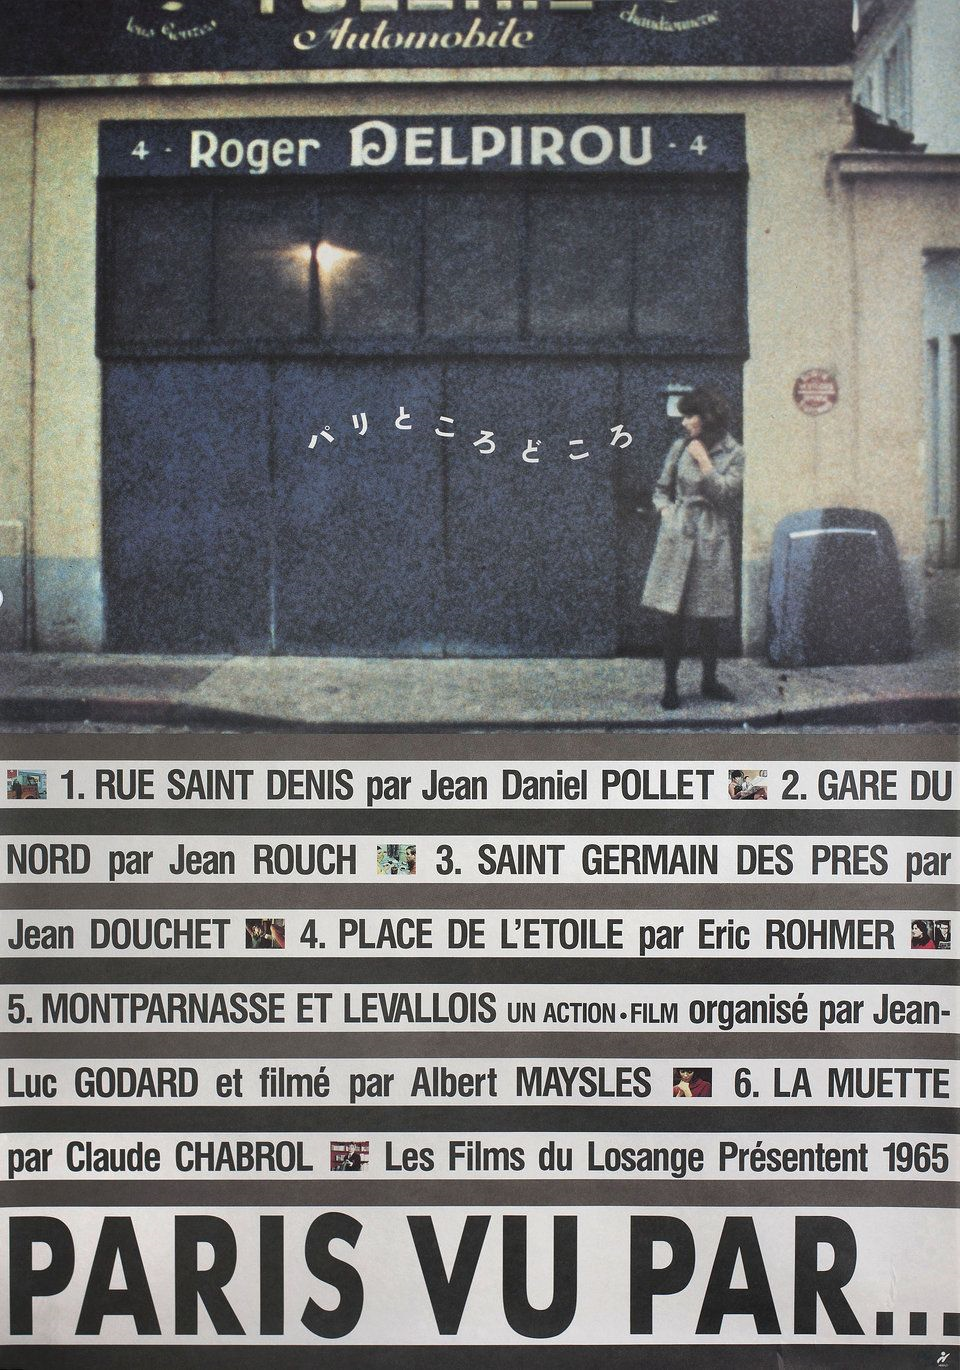 Automobile
4 - Roger DELPIROU - 4
パリところどころ
1. RUE SAINT DENIS par Jean Daniel POLLET 2. GARE DU
NORD par Jean ROUCH 3. SAINT GERMAIN DES PRES par
Jean DOUCHET 4. PLACE DE L'ETOILE par Eric ROHMER
5. MONTPARNASSE ET LEVALLOIS UN ACTION•FILM organisé par Jean-
Luc GODARD et filmé par Albert MAYSLES 6. LA MUETTE
par Claude CHABROL Les Films du Losange Présentent 1965
PARIS VU PAR...